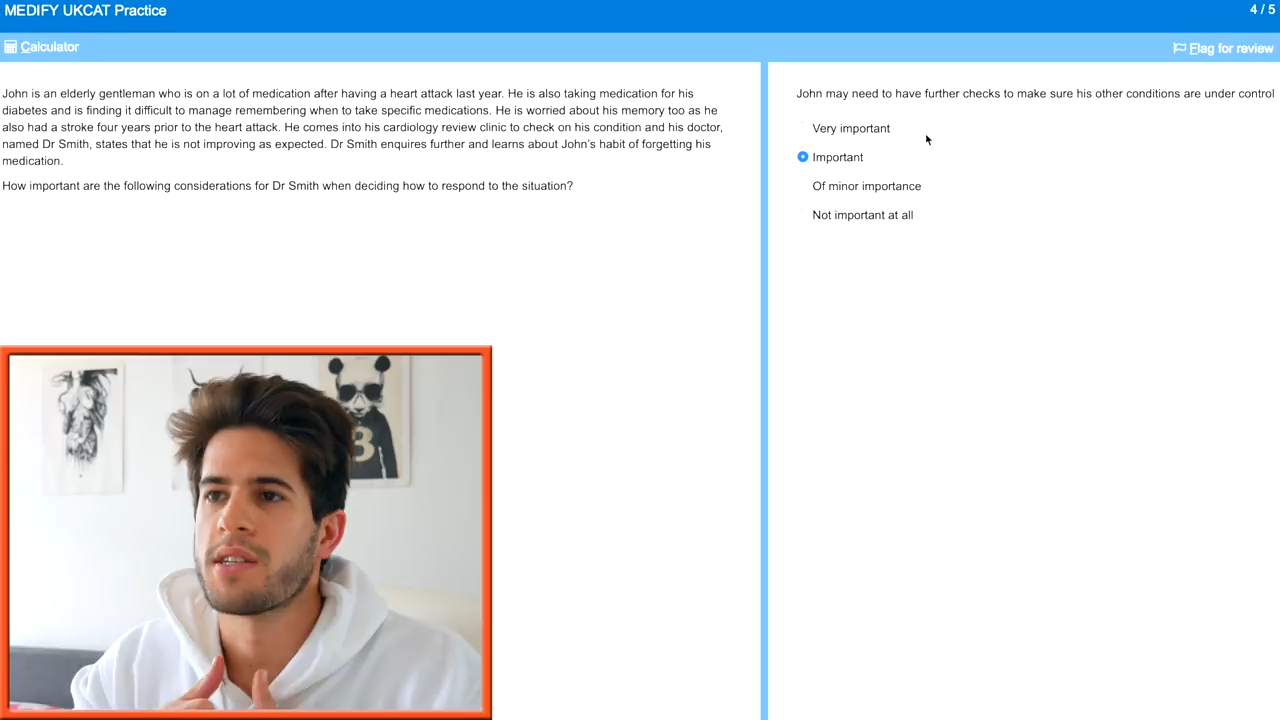 MEDIFY UKCAT Practice
4 / 5
Calculator
Flag for review
John is an elderly gentleman who is on a lot of medication after having a heart attack last year. He is also taking medication for his
diabetes and is finding it difficult to manage remembering when to take specific medications. He is worried about his memory too as he
also had a stroke four years prior to the heart attack. He comes into his cardiology review clinic to check on his condition and his doctor,
named Dr Smith, states that he is not improving as expected. Dr Smith enquires further and learns about John's habit of forgetting his
medication.
How important are the following considerations for Dr Smith when deciding how to respond to the situation?
John may need to have further checks to make sure his other conditions are under control
Very important
Important
Of minor importance
Not important at all
3